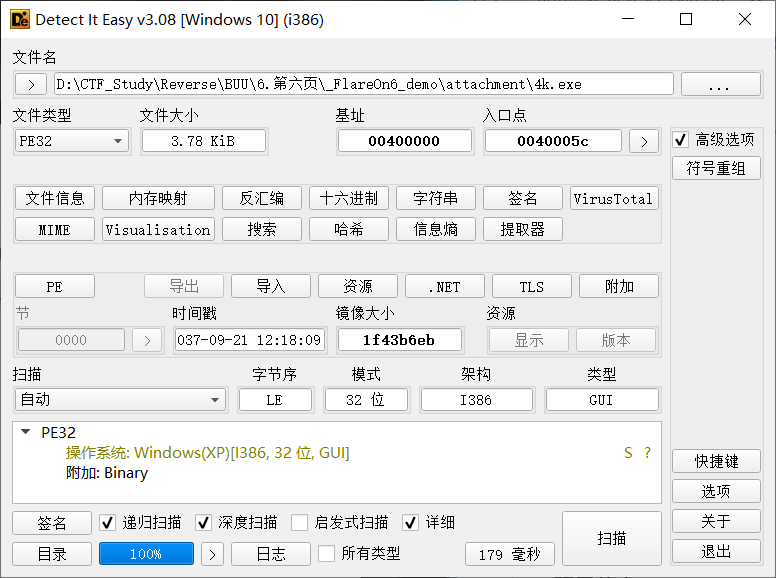 Detect It Easy v3.08 [Windows 10] (i386)
文件名
> D:\CTF_Study\Reverse\BUU\6.第六页\_FlareOn6_demo\attachment\4k.exe ...
文件类型 文件大小 基址 入口点
PE32 3.78 KiB 00400000 0040005c > 高级选项
符号重组
文件信息 内存映射 反汇编 十六进制 字符串 签名 VirusTotal
MIME Visualisation 搜索 哈希 信息熵 提取器
PE 导出 导入 资源 .NET TLS 附加
节 时间戳 镜像大小 资源
0000 > 037-09-21 12:18:09 1f43b6eb 显示 版本
扫描 字节序 模式 架构 类型
自动 LE 32 位 I386 GUI
PE32
操作系统: Windows(XP)[I386, 32 位, GUI] S ?
附加: Binary
快捷键
选项
关于
退出
签名 递归扫描 深度扫描 启发式扫描 详细 扫描
目录 100% > 日志 所有类型 179 毫秒